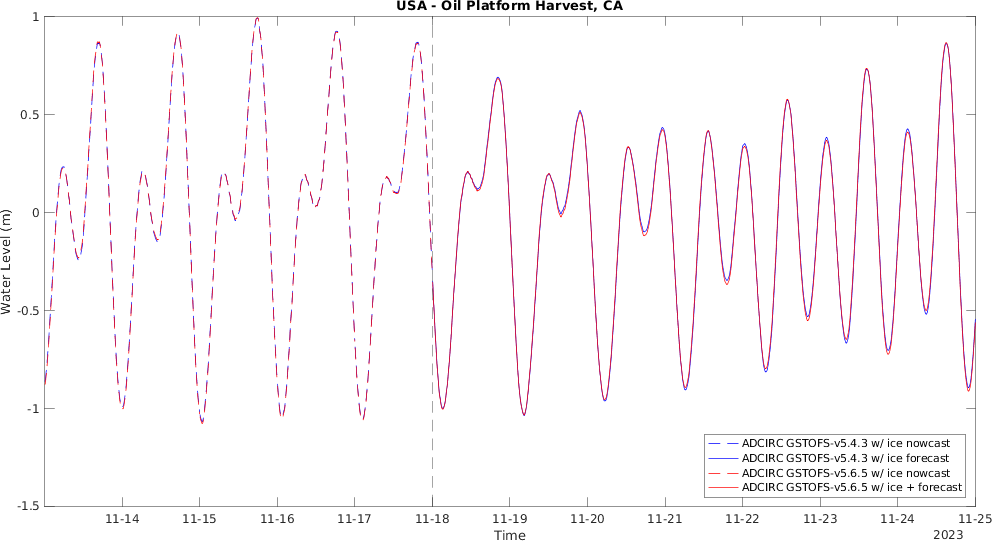 USA - Oil Platform Harvest, CA
1
0.5
0
-0.5
-1
-1.5
Water Level (m)
11-14 11-15 11-16 11-17 11-18 11-19 11-20 11-21 11-22 11-23 11-24 11-25
Time
2023
ADCIRC GSTOFS-v5.4.3 w/ ice nowcast
ADCIRC GSTOFS-v5.4.3 w/ ice forecast
ADCIRC GSTOFS-v5.6.5 w/ ice nowcast
ADCIRC GSTOFS-v5.6.5 w/ ice + forecast